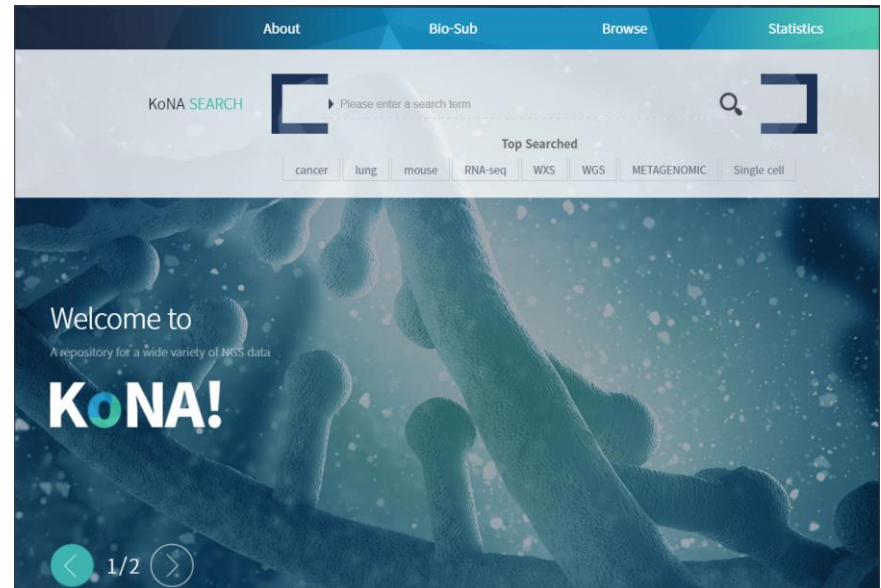 About Bio-Sub Browse Statistics
KoNA SEARCH
Please enter a search term
Top Searched
cancer lung mouse RNA-seq WXS WGS METAGENOMIC Single cell
Welcome to
A repository for a wide variety of NGS data
KoNA!
1/2